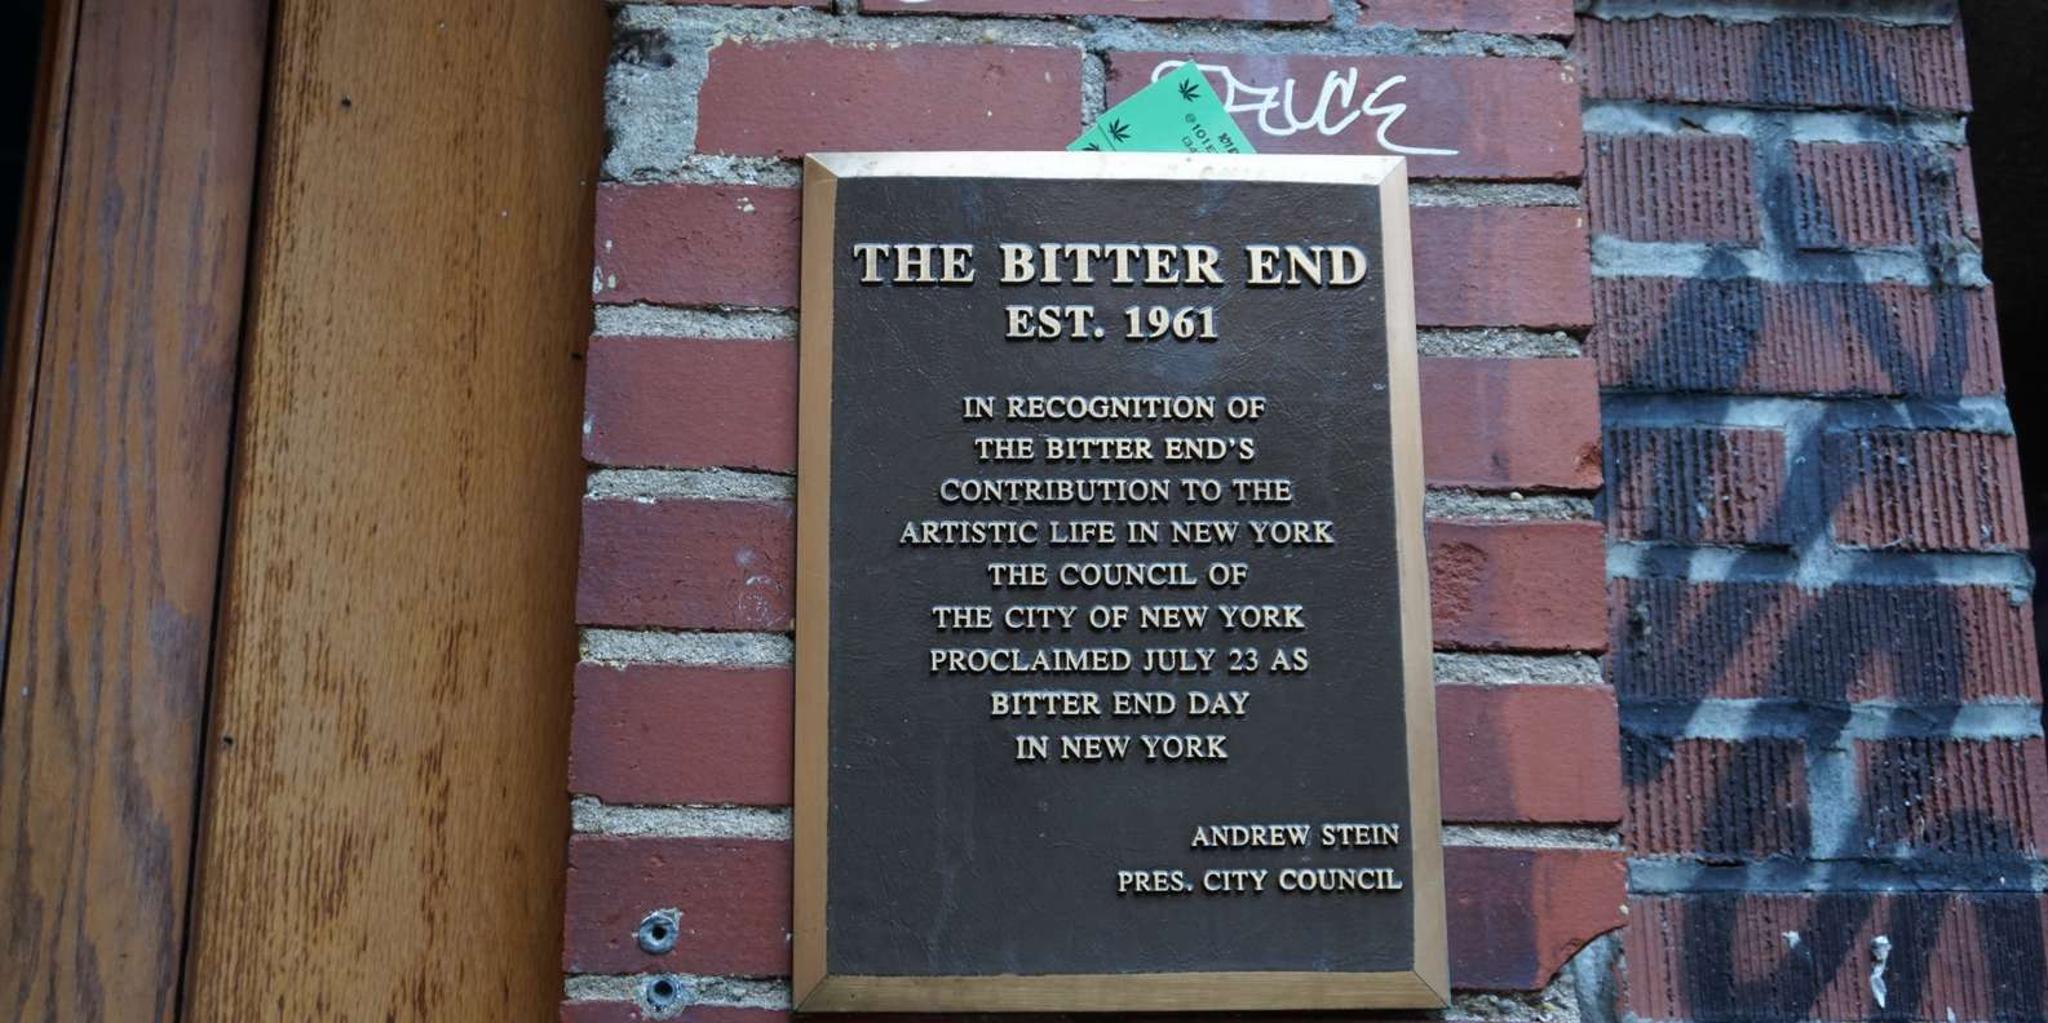 THE BITTER END
EST. 1961
IN RECOGNITION OF
THE BITTER END'S
CONTRIBUTION TO THE
ARTISTIC LIFE IN NEW YORK
THE COUNCIL OF
THE CITY OF NEW YORK
PROCLAIMED JULY 23 AS
BITTER END DAY
IN NEW YORK
ANDREW STEIN
PRES. CITY COUNCIL